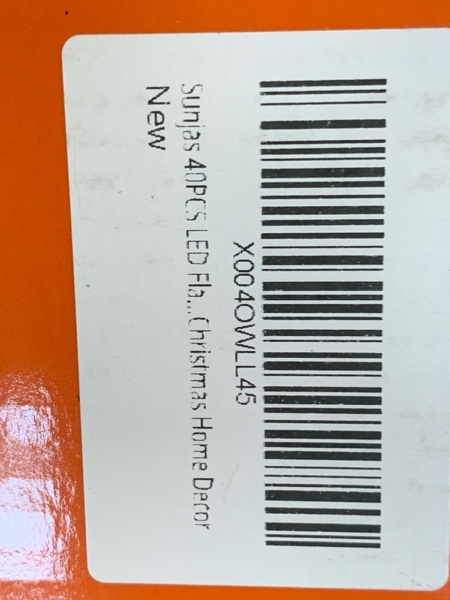 X004OWLL45
Sunjas 40PCS LED Fla...Christmas Home Decor
New